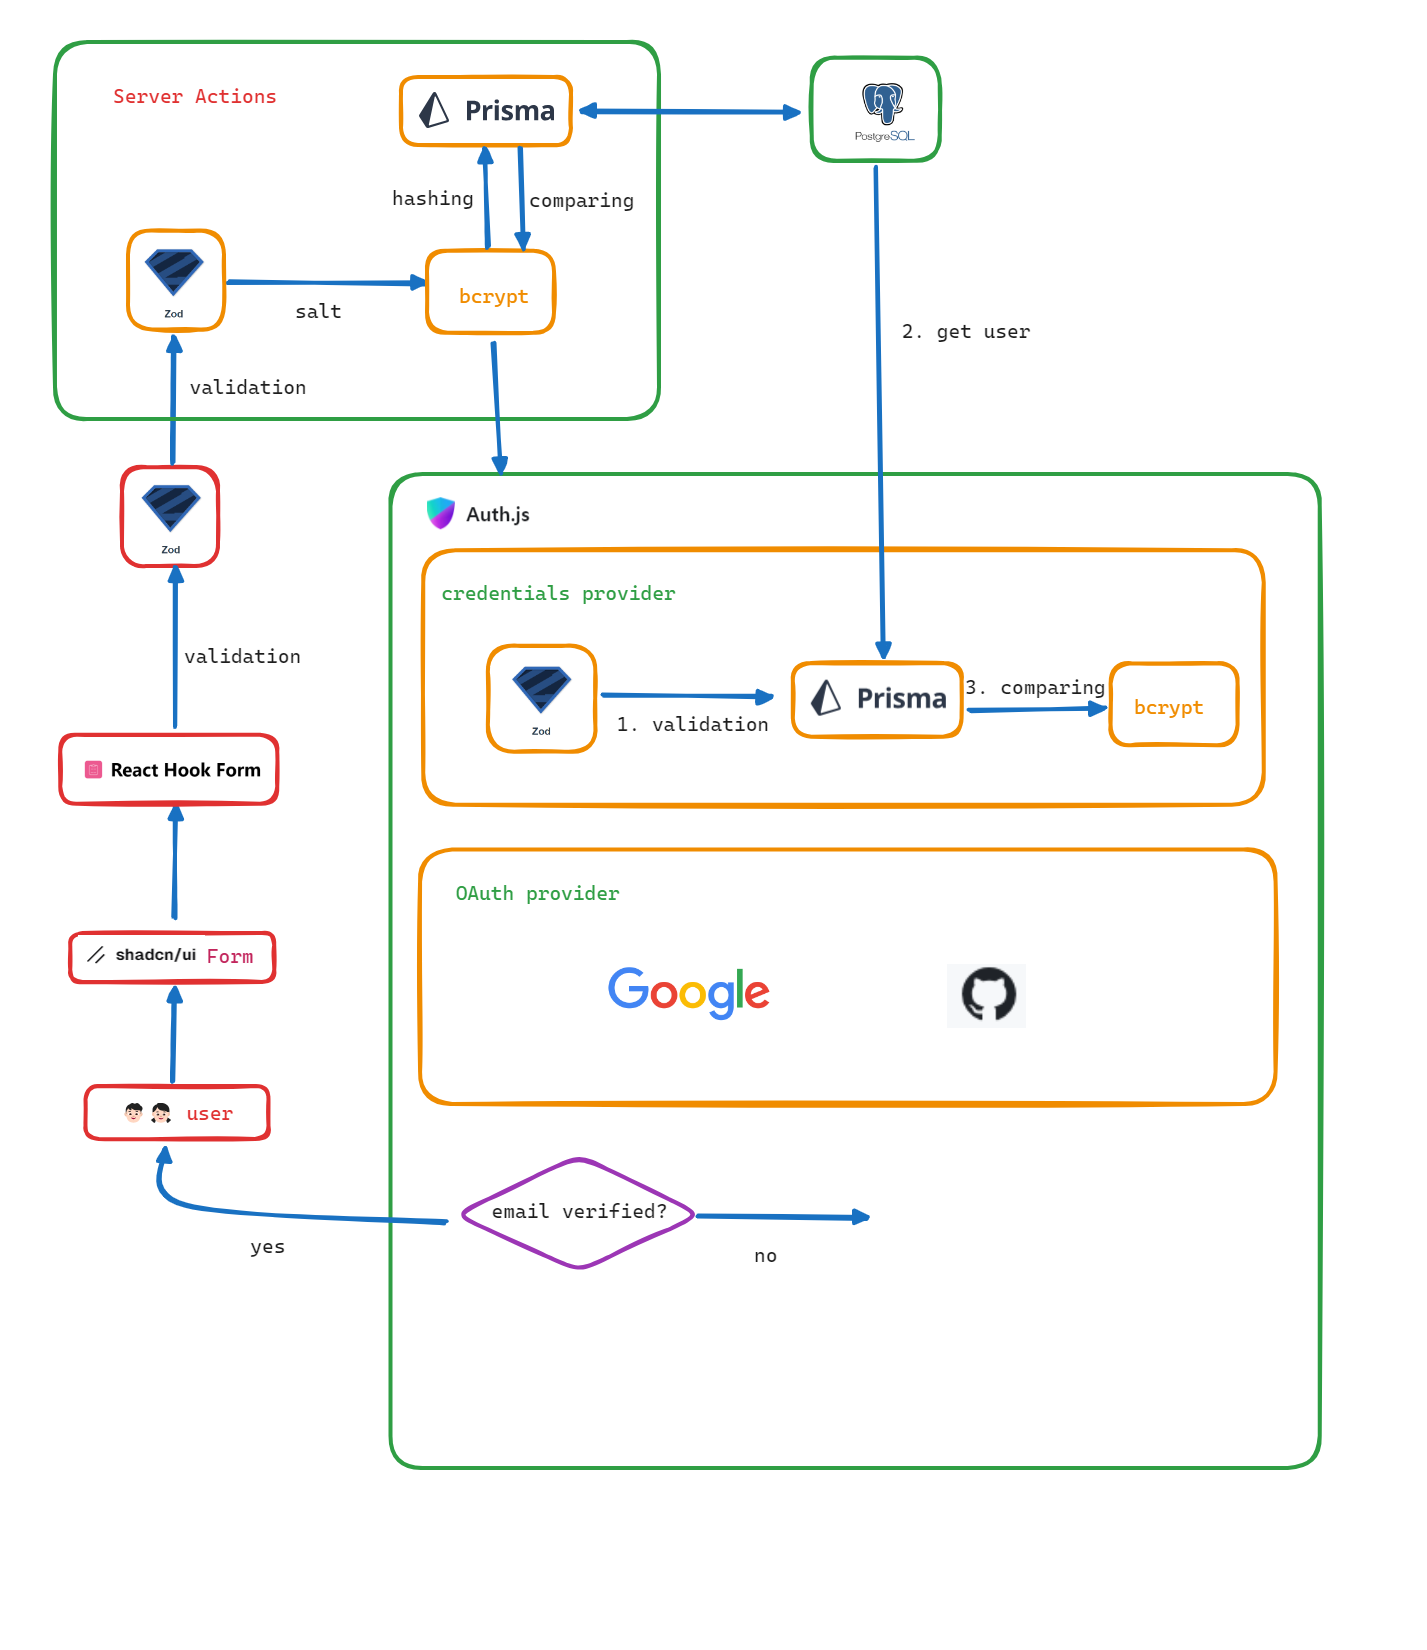 Server Actions
Prisma
PostgreSQL
hashing
comparing
Zod
salt
bcrypt
2. get user
validation
Auth.js
Zod
credentials provider
validation
Zod
1. validation
Prisma
3. comparing
bcrypt
React Hook Form
OAuth provider
shadcn/ui Form
Google
user
email verified?
yes
no